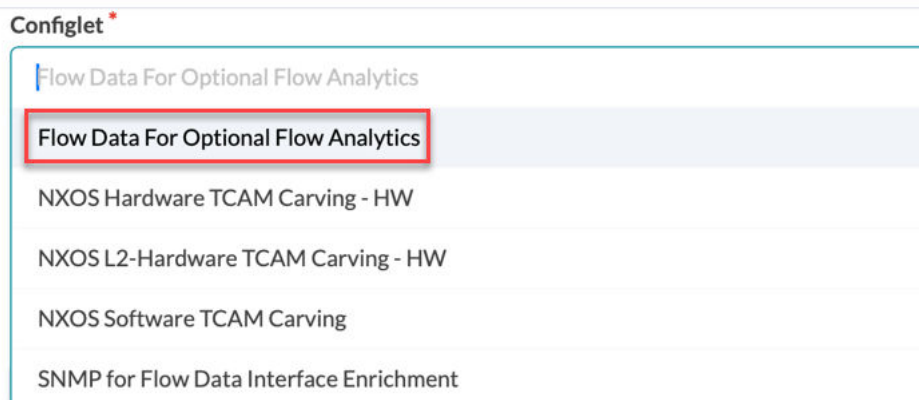 Configlet *
Flow Data For Optional Flow Analytics
Flow Data For Optional Flow Analytics
NXOS Hardware TCAM Carving - HW
NXOS L2-Hardware TCAM Carving - HW
NXOS Software TCAM Carving
SNMP for Flow Data Interface Enrichment